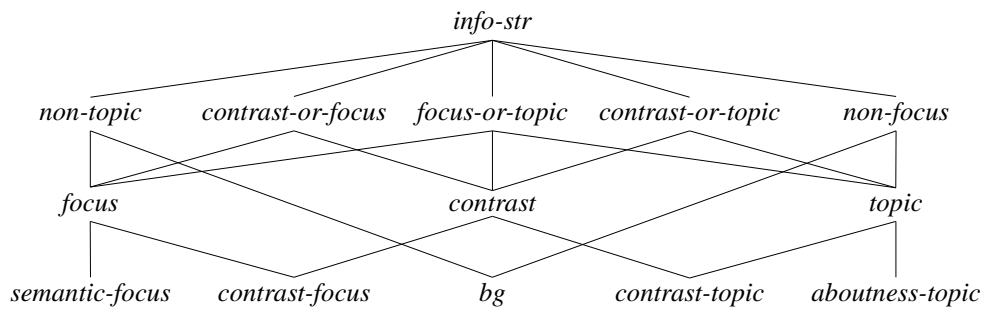 info-str
non-topic contrast-or-focus focus-or-topic contrast-or-topic non-focus
focus contrast topic
semantic-focus contrast-focus bg contrast-topic aboutness-topic